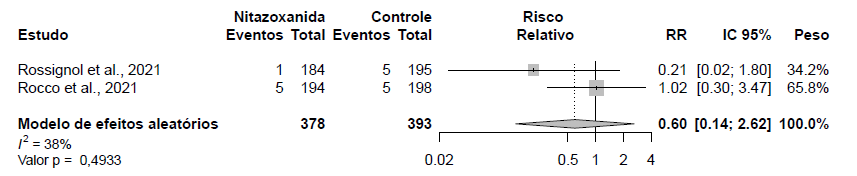 Nitazoxanida Controle Risco
Estudo Eventos Total Eventos Total Relativo RR IC 95% Peso
Rossignol et al., 2021 1 184 5 195 0.21 [0.02; 1.80] 34.2%
Rocco et al., 2021 5 194 5 198 1.02 [0.30; 3.47] 65.8%
Modelo de efeitos aleatórios 378 393 0.60 [0.14; 2.62] 100.0%
I² = 38%
Valor p = 0,4933
0.02 0.5 1 2 4